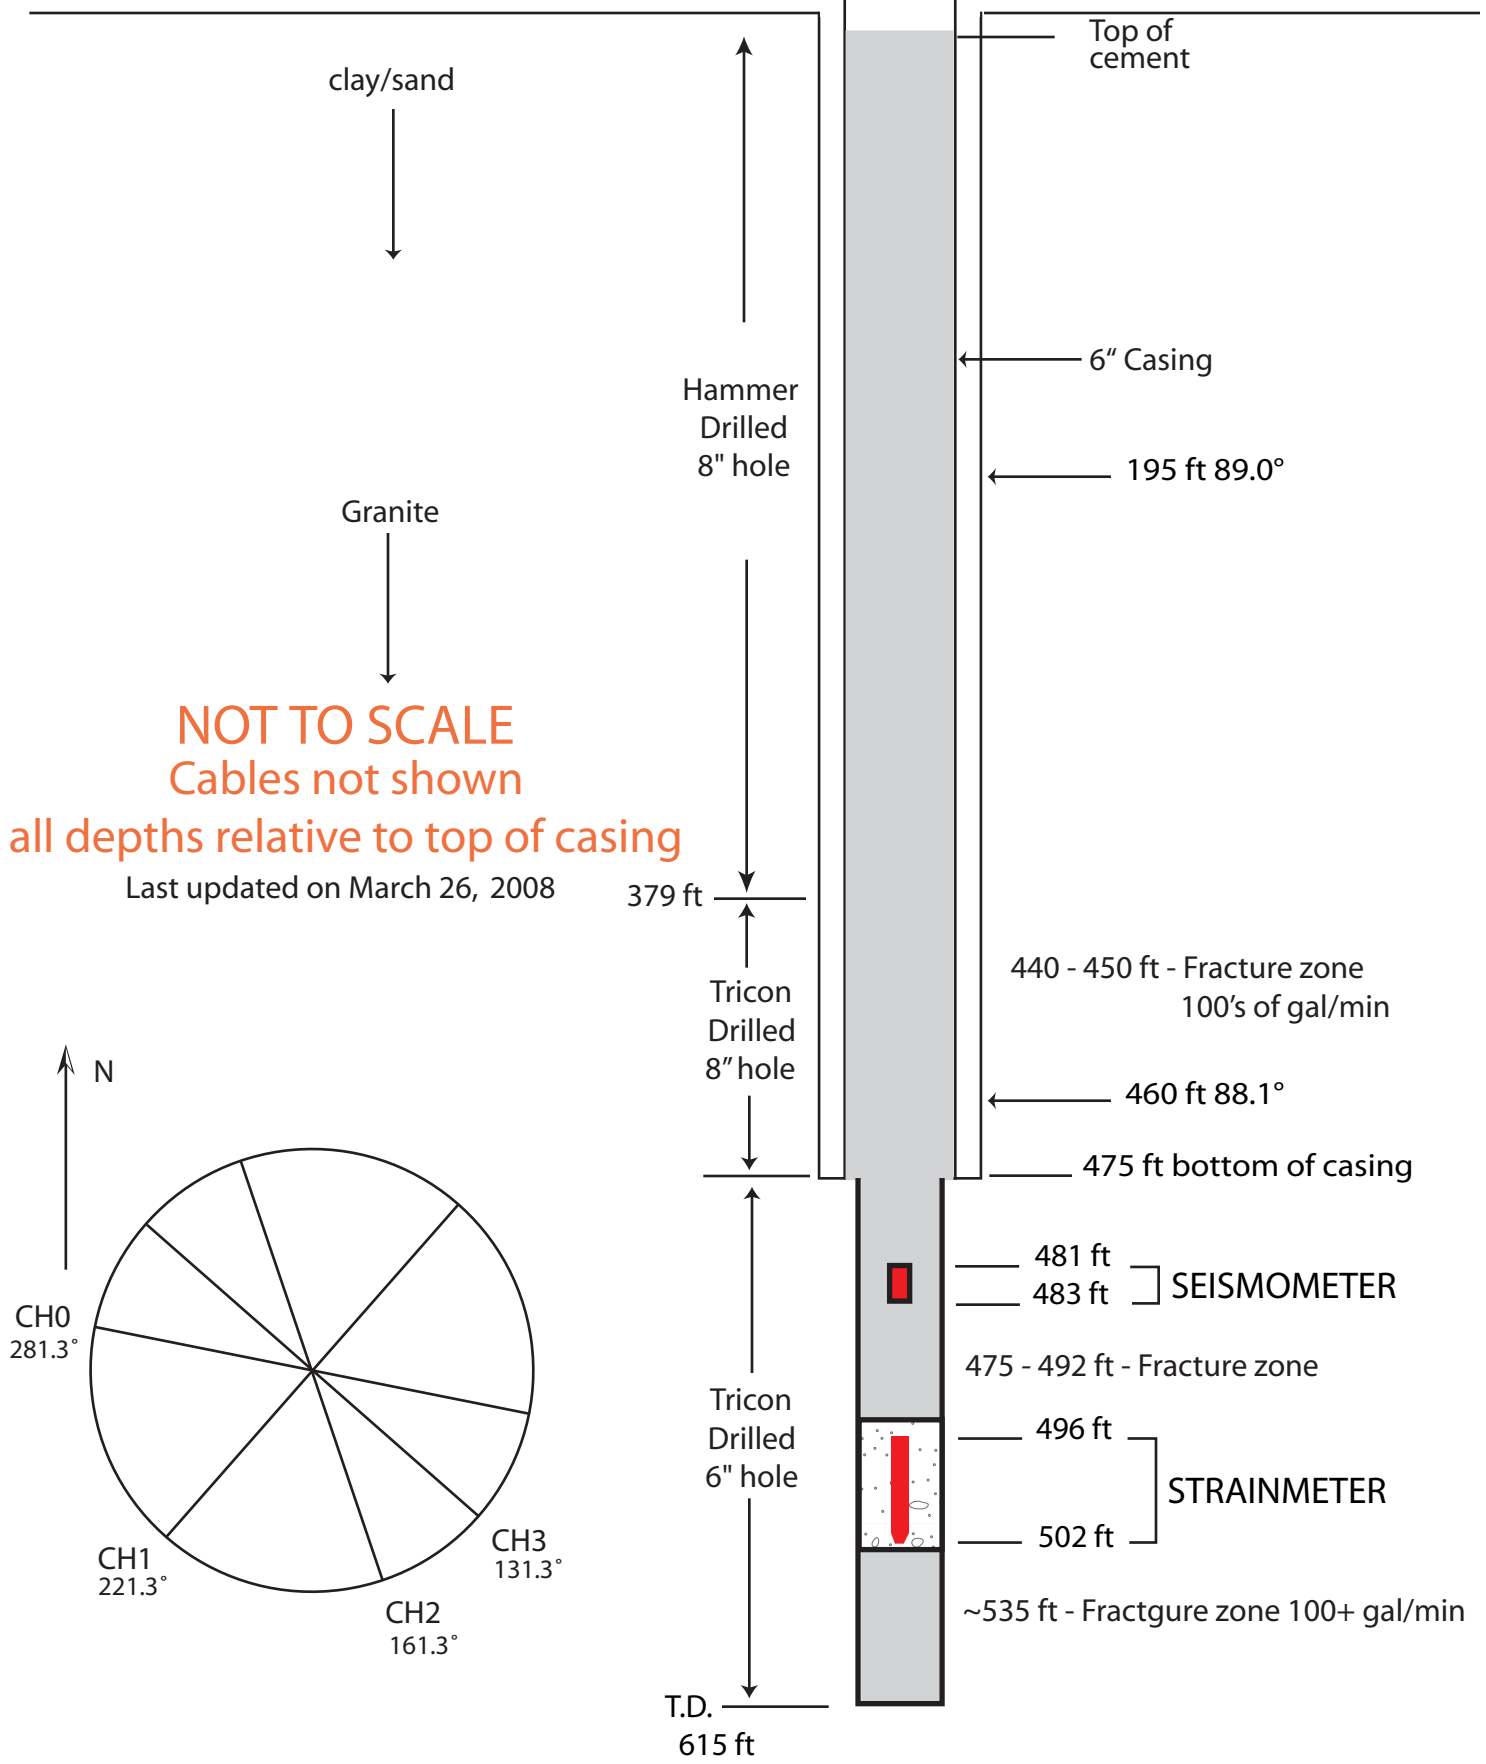 Top of
cement
clay/sand
6“ Casing
Hammer
Drilled
8" hole
195 ft 89.0°
Granite
NOT TO SCALE
Cables not shown
all depths relative to top of casing
Last updated on March 26, 2008
379 ft
440 - 450 ft - Fracture zone
100’s of gal/min
Tricon
Drilled
8” hole
N
460 ft 88.1°
475 ft bottom of casing
481 ft
483 ft
SEISMOMETER
CH0
281.3°
475 - 492 ft - Fracture zone
Tricon
Drilled
6" hole
496 ft
STRAINMETER
502 ft
CH3
131.3°
CH1
221.3°
CH2
161.3°
~535 ft - Fractgure zone 100+ gal/min
T.D.
615 ft